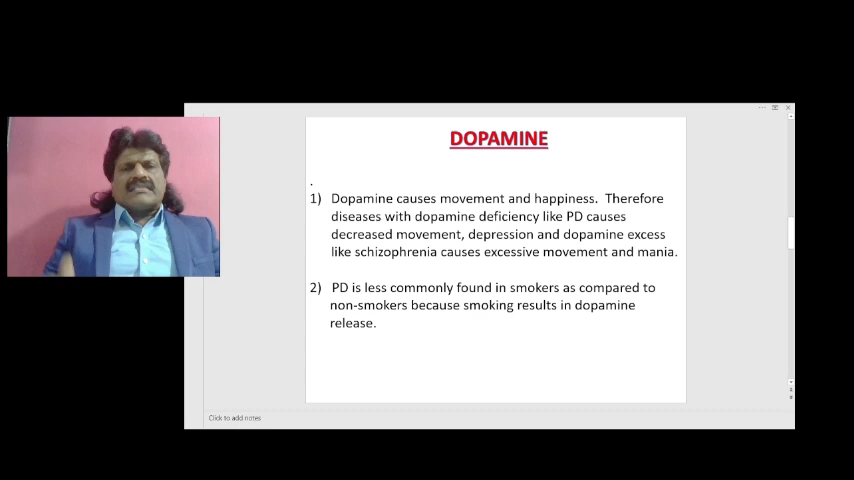 DOPAMINE
.
1) Dopamine causes movement and happiness. Therefore
diseases with dopamine deficiency like PD causes
decreased movement, depression and dopamine excess
like schizophrenia causes excessive movement and mania.
2) PD is less commonly found in smokers as compared to
non-smokers because smoking results in dopamine
release.
Click to add notes